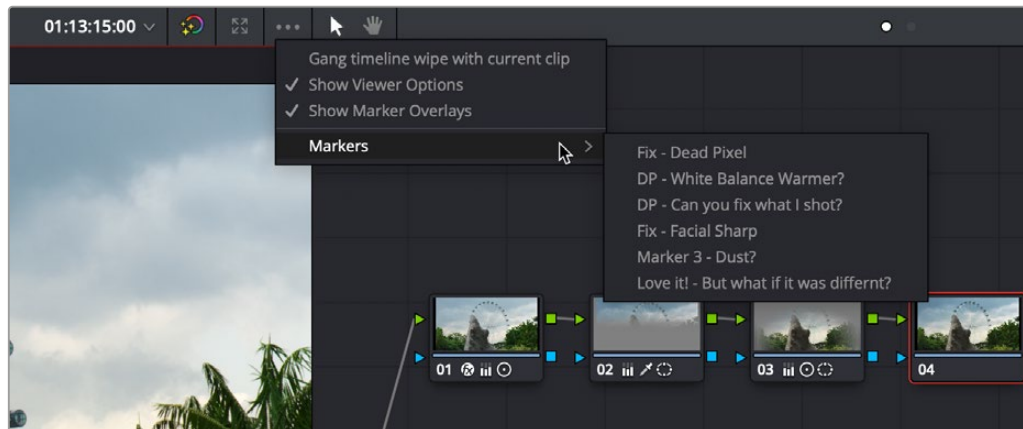 01:13:15:00
Gang timeline wipe with current clip
Show Viewer Options
Show Marker Overlays
Markers
Fix - Dead Pixel
DP - White Balance Warmer?
DP - Can you fix what I shot?
Fix - Facial Sharp
Marker 3 - Dust?
Love it! - But what if it was differnt?
01
02
03
04